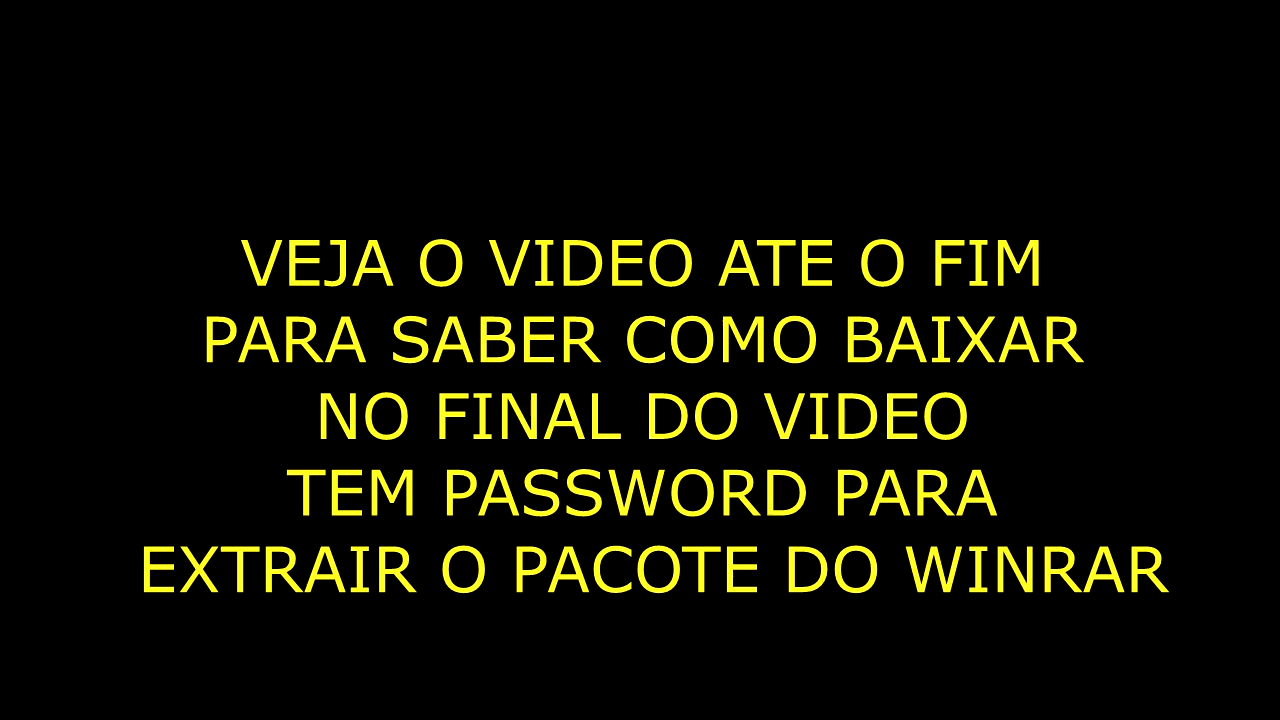 VEJA O VIDEO ATE O FIM
PARA SABER COMO BAIXAR
NO FINAL DO VIDEO
TEM PASSWORD PARA
EXTRAIR O PACOTE DO WINRAR